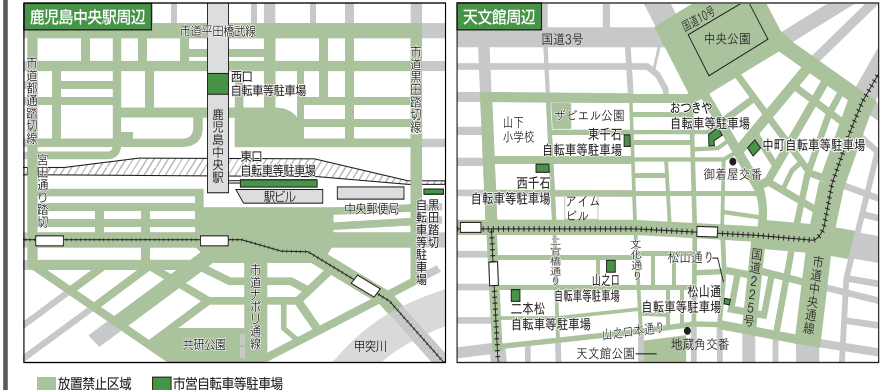 鹿児島中央駅周辺
市道平田橋武線
市道都通踏切線
市道黒田踏切線
西口
自転車等駐車場
鹿児島中央駅
宮田通り踏切
東口
自転車等駐車場
駅ビル
中央郵便局
黒田踏切
自転車等駐車場
市道ナポリ通線
共研公園
甲突川
天文館周辺
国道10号
国道3号
中央公園
ザビエル公園
山下
小学校
おつきや
自転車等駐車場
東千石
自転車等駐車場
中町自転車等駐車場
御着屋交番
西千石
自転車等駐車場
アイム
ビル
二官橋通り
文化通り
松山通り
国道225号
市道中央通線
山之口
自転車等駐車場
松山通
自転車等駐車場
二本松
自転車等駐車場
山之口本通り
地蔵角交番
天文館公園
放置禁止区域
市営自転車等駐車場